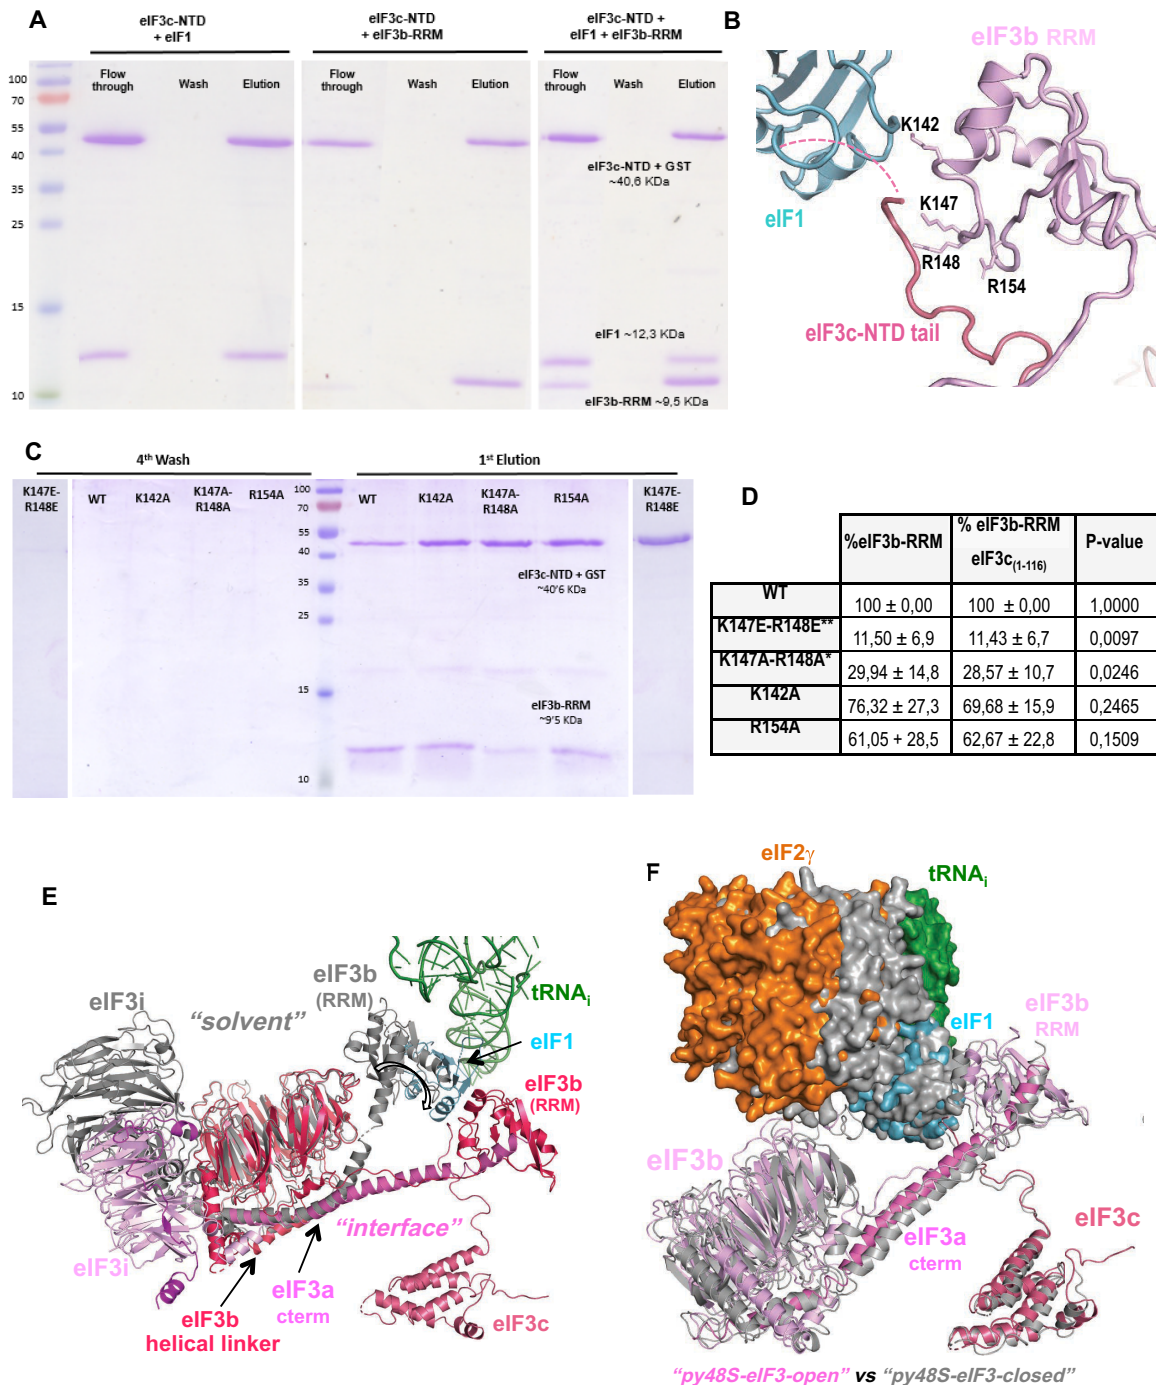 A
eIF3c-NTD
+ eIF1
eIF3c-NTD
+ eIF3b-RRM
eIF3c-NTD +
eIF1 + eIF3b-RRM
Flow
through
Wash
Elution
Flow
through
Wash
Elution
Flow
through
Wash
Elution
100
70
55
40
35
25
15
10
eIF3c-NTD + GST
~40,6 KDa
eIF1 ~12,3 KDa
eIF3b-RRM ~9,5 KDa
B
eIF3b RRM
K142
K147
R148
R154
eIF1
eIF3c-NTD tail
C
4th Wash
1st Elution
K147E-
R148E
WT
K142A
K147A-
R148A
R154A
100
70
55
40
35
25
15
10
WT
K142A
K147A-
R148A
R154A
K147E-
R148E
eIF3c-NTD + GST
~40'6 KDa
eIF3b-RRM
~9'5 KDa
D
%eIF3b-RRM
% eIF3b-RRM
eIF3c(1-116)
P-value
WT
100 ± 0,00
100 ± 0,00
1,0000
K147E-R148E**
11,50 ± 6,9
11,43 ± 6,7
0,0097
K147A-R148A*
29,94 ± 14,8
28,57 ± 10,7
0,0246
K142A
76,32 ± 27,3
69,68 ± 15,9
0,2465
R154A
61,05 + 28,5
62,67 ± 22,8
0,1509
E
eIF3i
"solvent"
eIF3b
(RRM)
tRNAi
eIF1
eIF3b
(RRM)
"interface"
eIF3i
eIF3a
cterm
eIF3b
helical linker
eIF3c
F
eIF2γ
tRNAi
eIF3b
RRM
eIF1
eIF3b
eIF3a
cterm
eIF3c
"py48S-eIF3-open" vs "py48S-eIF3-closed"